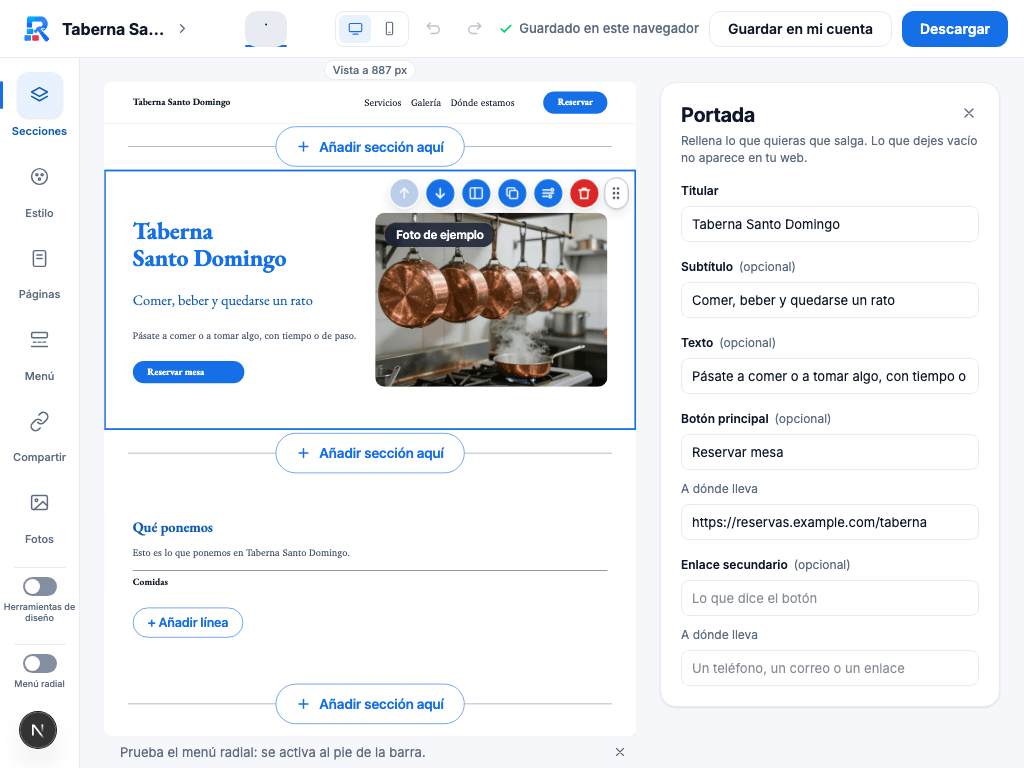 Taberna Sa...
Guardado en este navegador
Guardar en mi cuenta
Descargar
Vista a 887 px
Secciones
Estilo
Páginas
Menú
Compartir
Fotos
Herramientas de
diseño
Menú radial
N
Taberna Santo Domingo
Servicios Galería Dónde estamos
Reservar
+ Añadir sección aquí
Foto de ejemplo
Taberna
Santo Domingo
Comer, beber y quedarse un rato
Pásate a comer o a tomar algo, con tiempo o de paso.
Reservar mesa
+ Añadir sección aquí
Qué ponemos
Esto es lo que ponemos en Taberna Santo Domingo.
Comidas
+ Añadir línea
+ Añadir sección aquí
Prueba el menú radial: se activa al pie de la barra.
Portada
Rellena lo que quieras que salga. Lo que dejes vacío
no aparece en tu web.
Titular
Taberna Santo Domingo
Subtítulo (opcional)
Comer, beber y quedarse un rato
Texto (opcional)
Pásate a comer o a tomar algo, con tiempo o
Botón principal (opcional)
Reservar mesa
A dónde lleva
https://reservas.example.com/taberna
Enlace secundario (opcional)
Lo que dice el botón
A dónde lleva
Un teléfono, un correo o un enlace